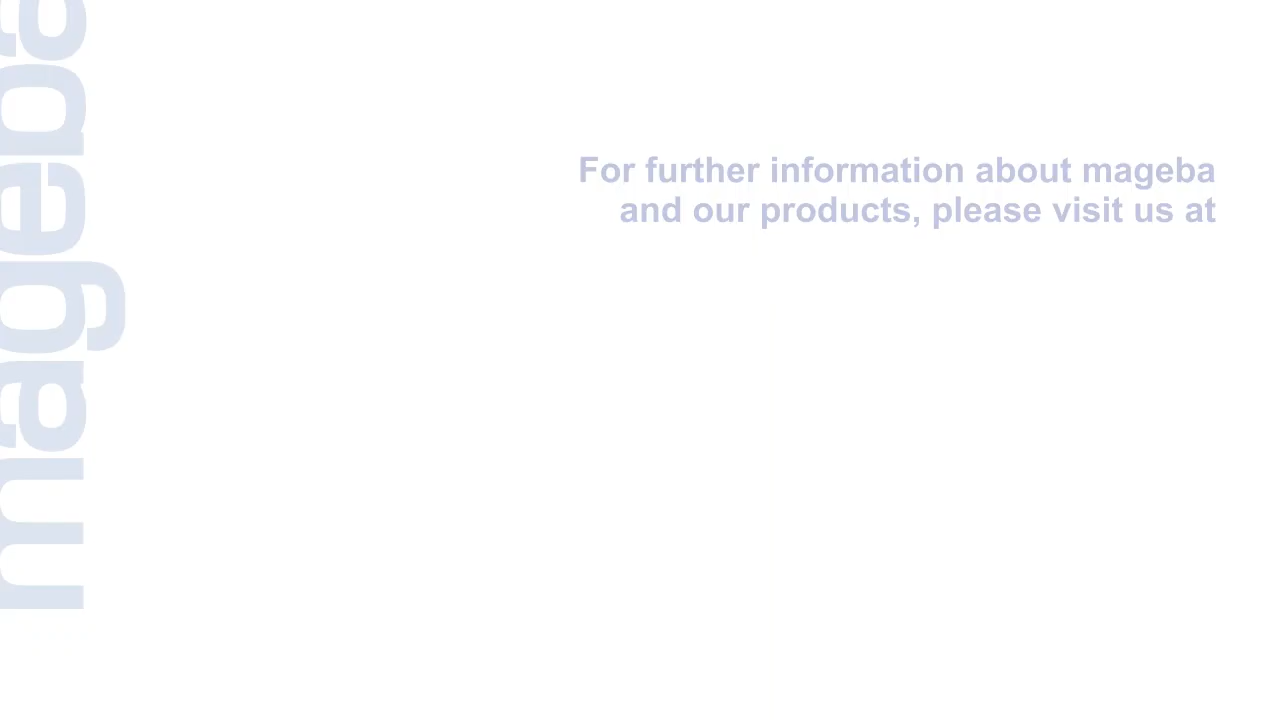 mageba
For further information about mageba
and our products, please visit us at